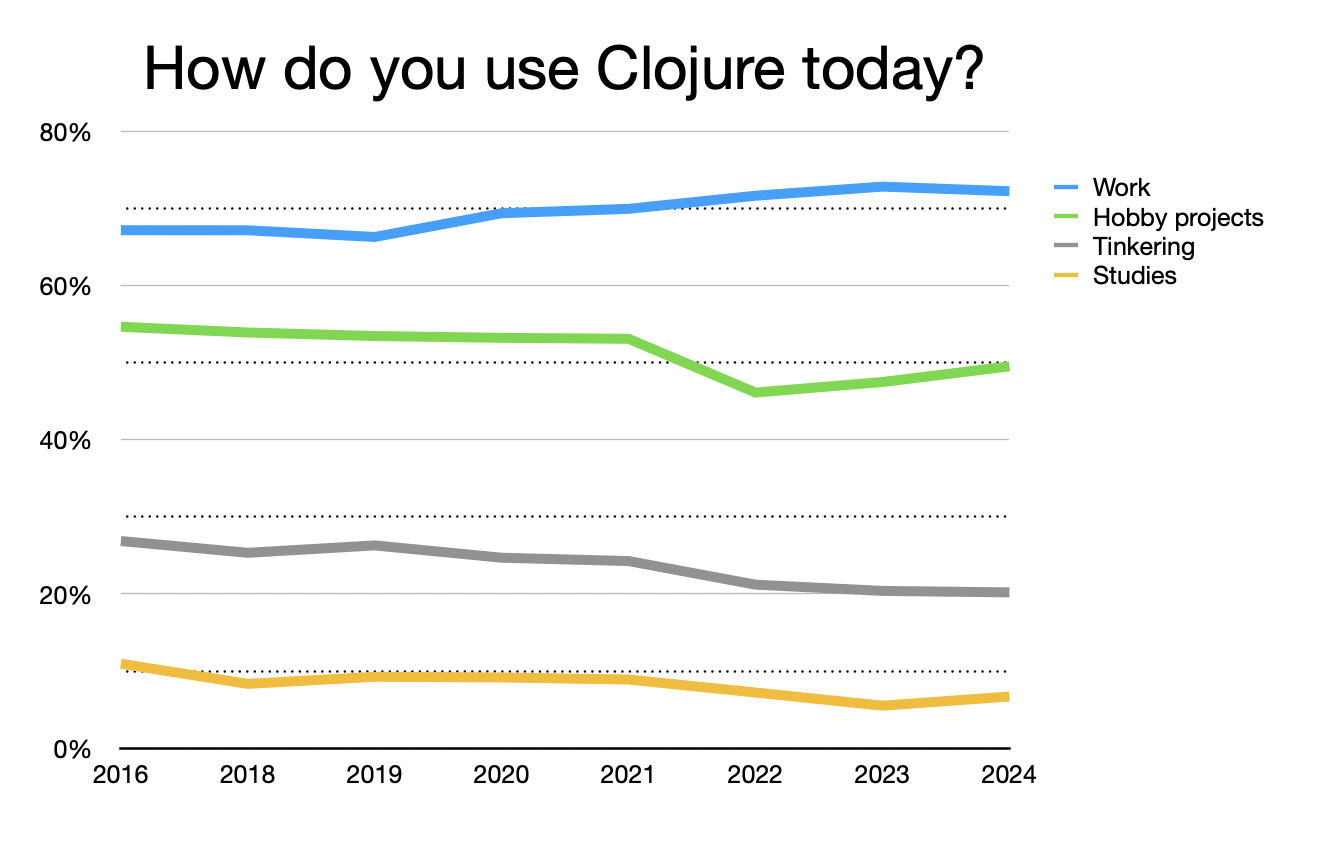 How do you use Clojure today?
80%
60%
40%
20%
0%
2016 2018 2019 2020 2021 2022 2023 2024
Work
Hobby projects
Tinkering
Studies